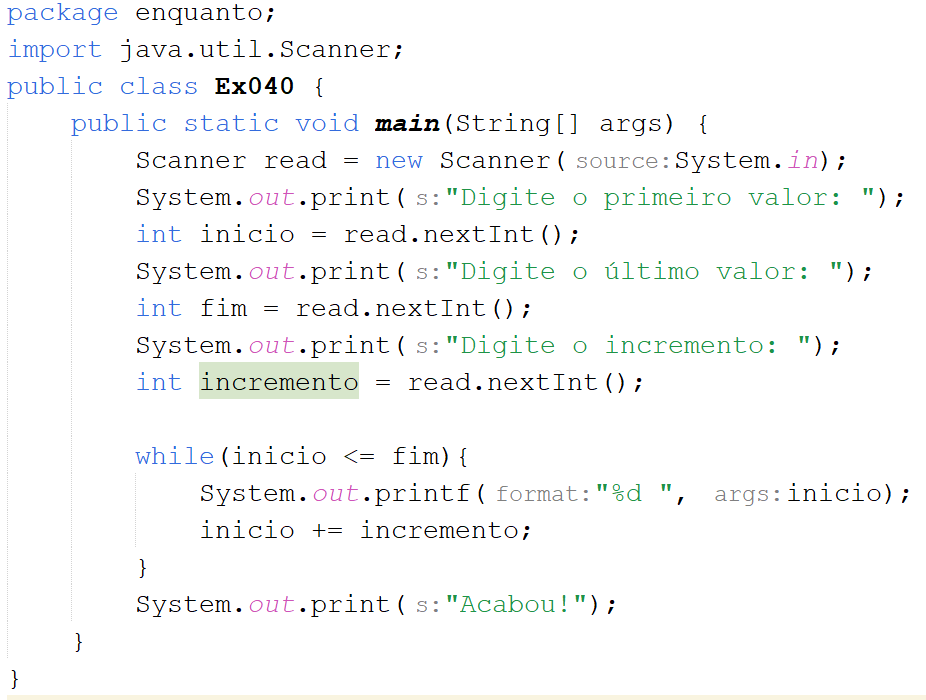 package enquanto;
import java.util.Scanner;
public class Ex040 {
    public static void main(String[] args) {
        Scanner read = new Scanner( source:System.in);
        System.out.print( s:"Digite o primeiro valor: ");
        int inicio = read.nextInt();
        System.out.print( s:"Digite o último valor: ");
        int fim = read.nextInt();
        System.out.print( s:"Digite o incremento: ");
        int incremento = read.nextInt();

        while(inicio <= fim){
            System.out.printf( format:"%d ", args:inicio);
            inicio += incremento;
        }
        System.out.print( s:"Acabou!");
    }
}